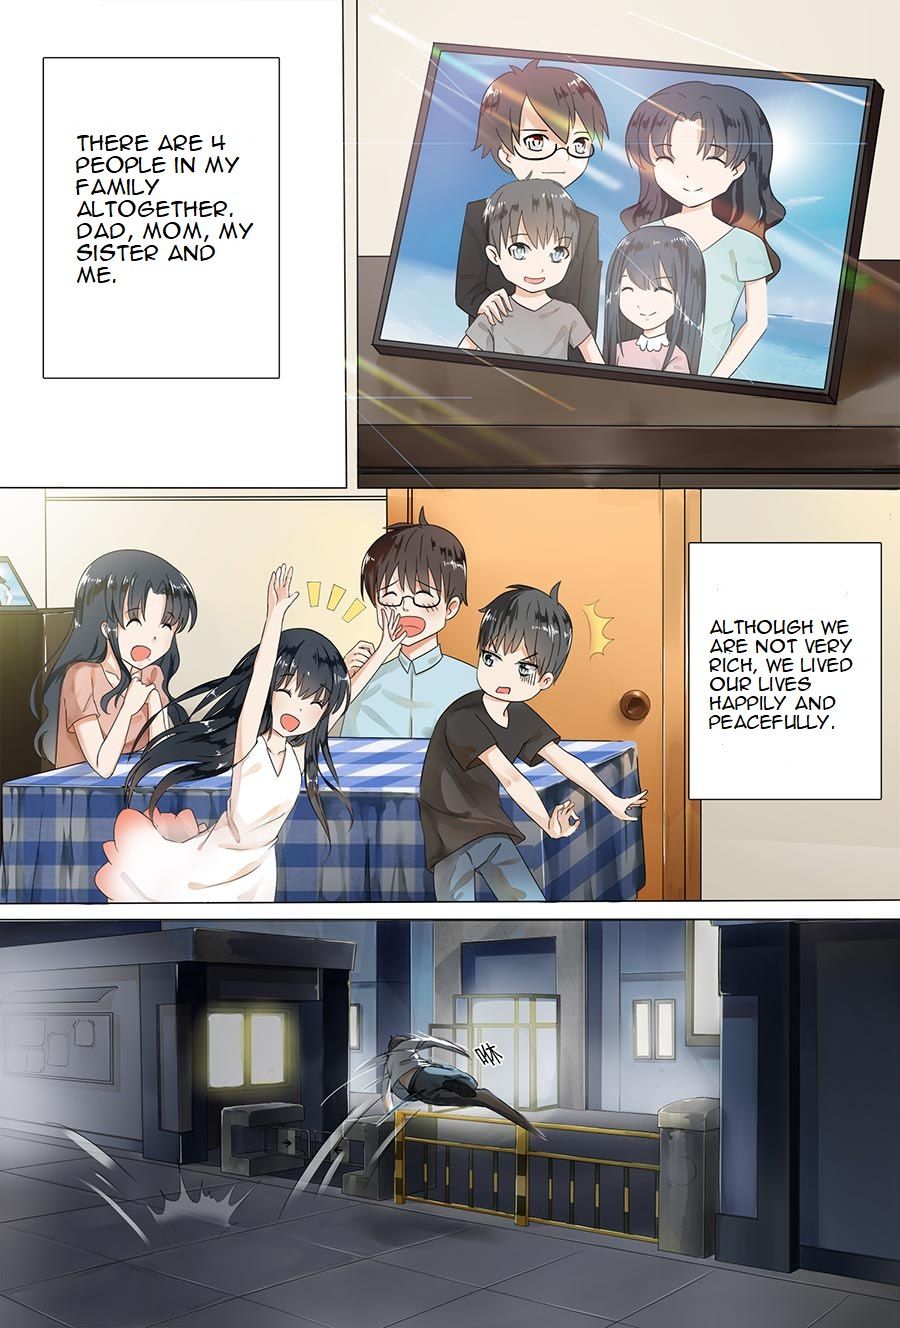 THERE ARE 4
PEOPLE IN MY
FAMILY
ALTOGETHER.
DAD, MOM, MY
SISTER AND
ME.
ALTHOUGH WE
ARE NOT VERY
RICH, WE LIVED
OUR LIVES
HAPPILY AND
PEACEFULLY.